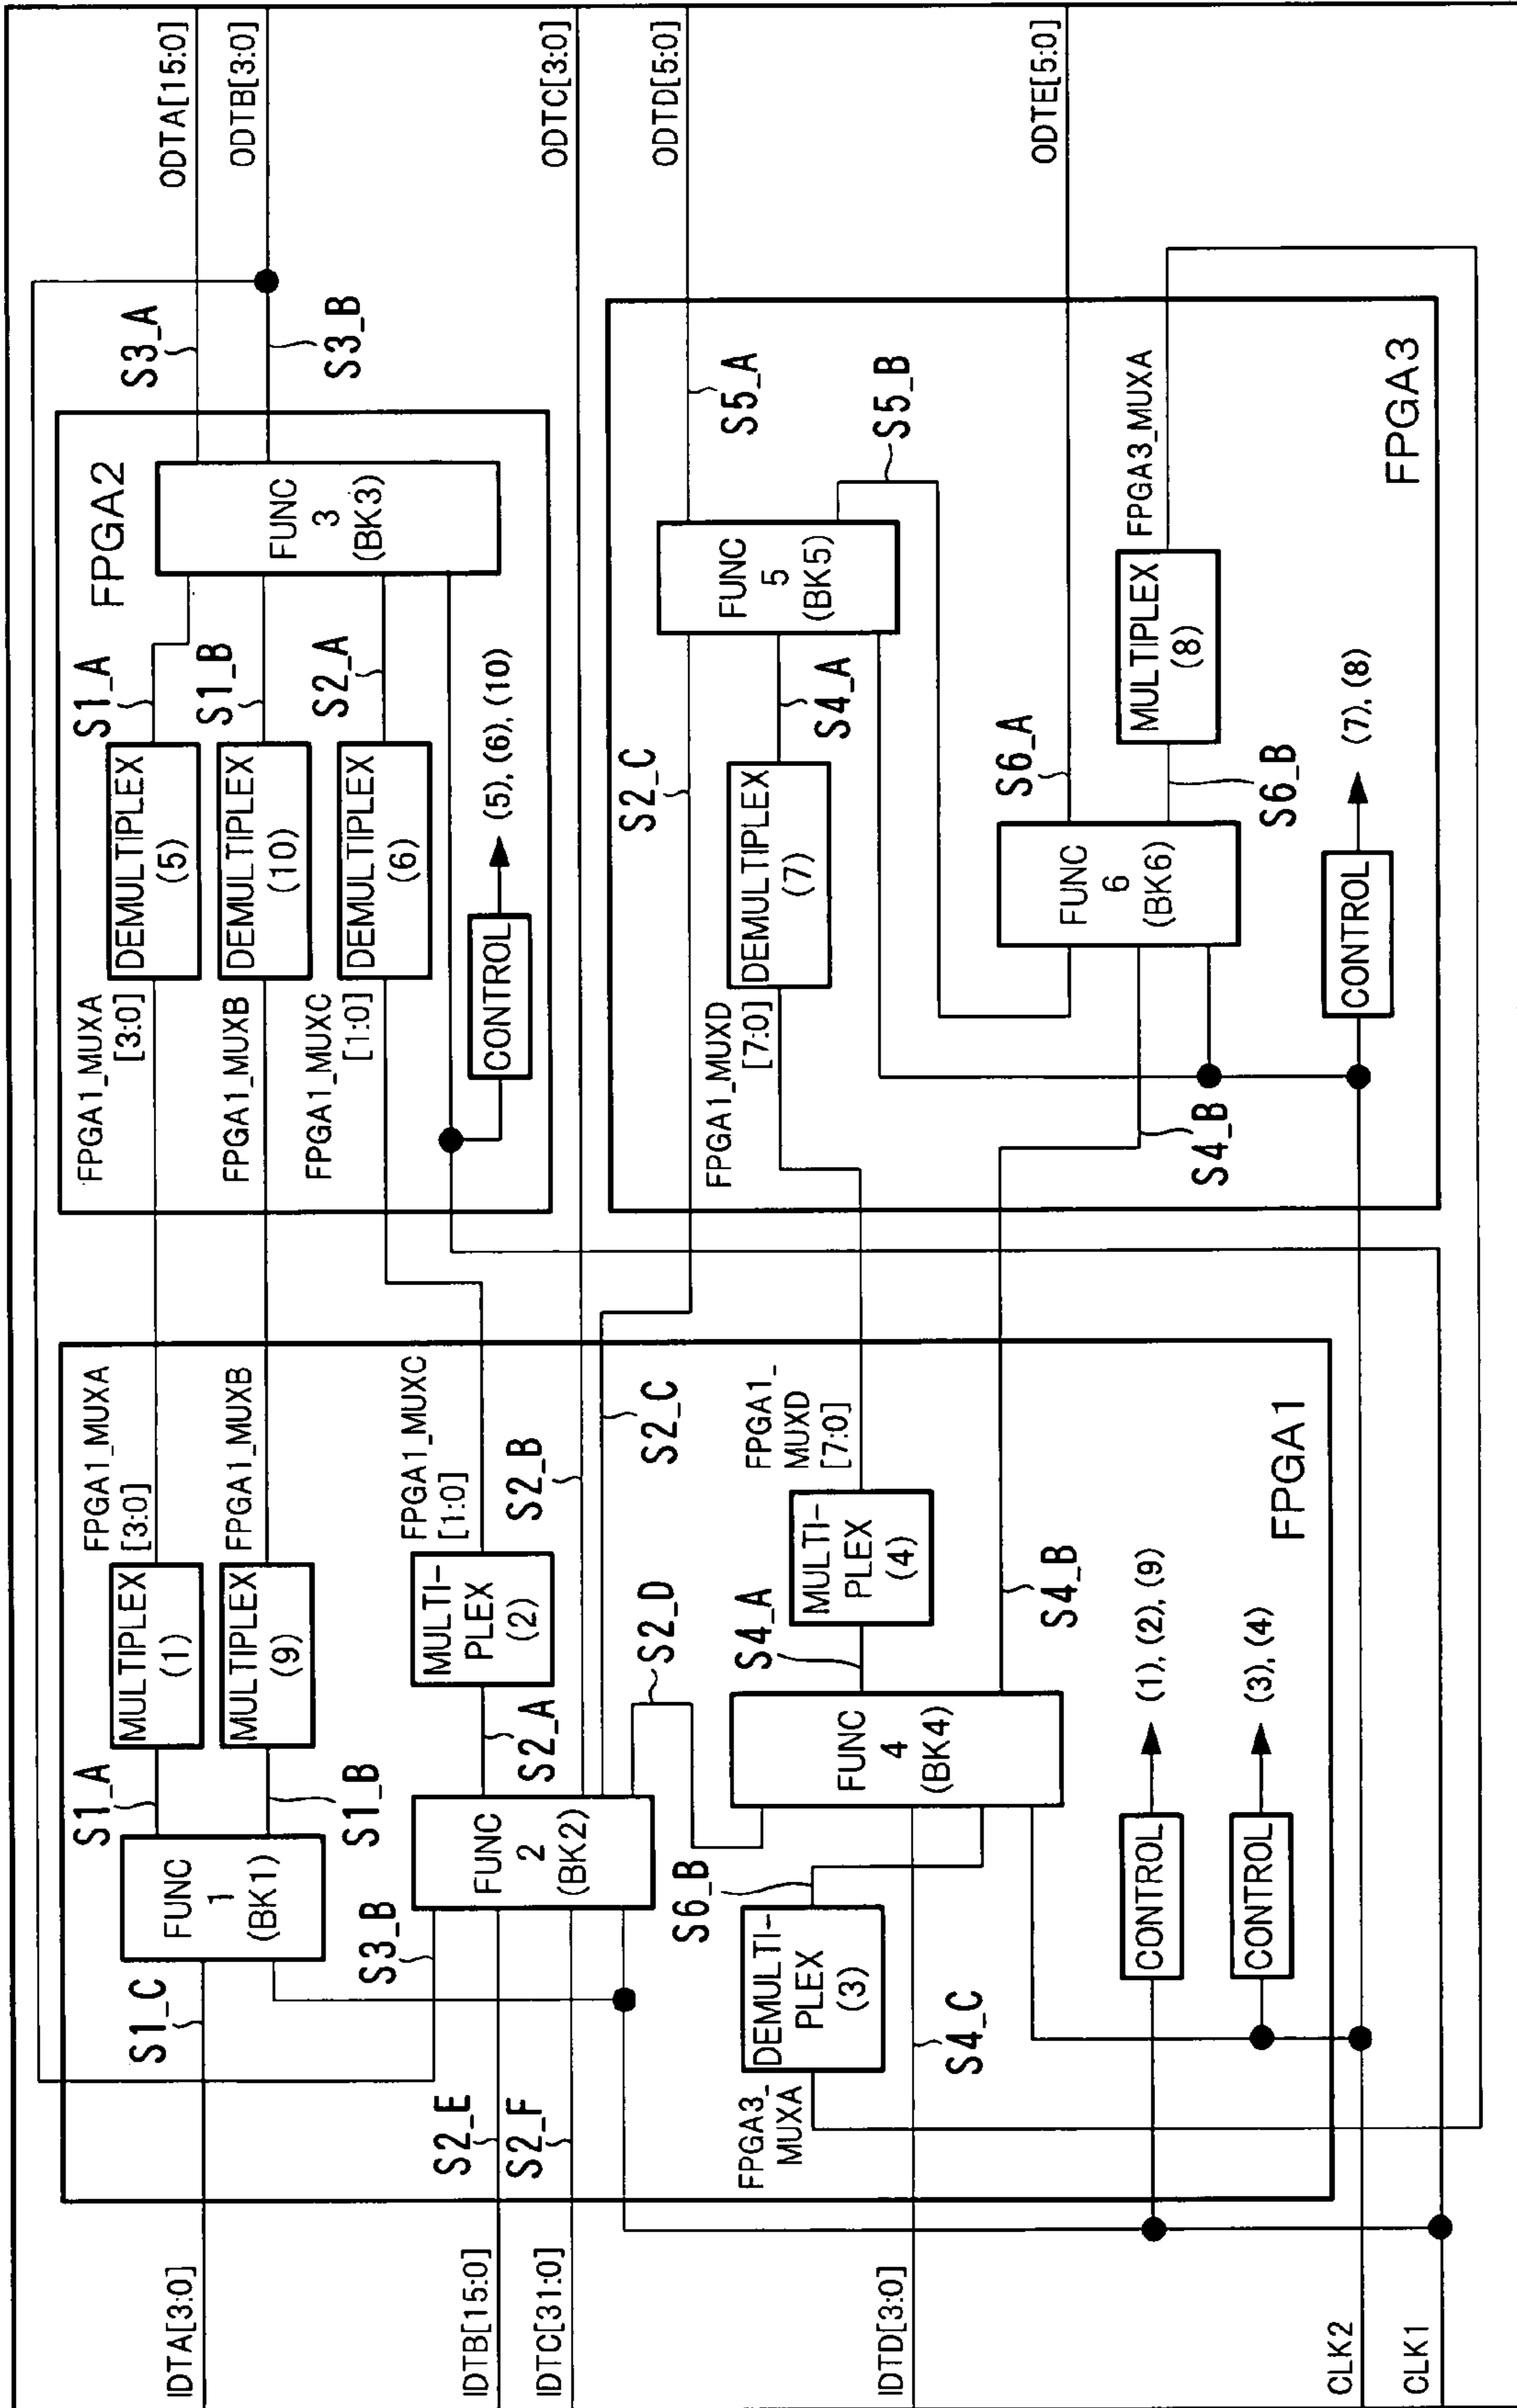 IDTA[3:0]
IDTB[15:0]
IDTC[31:0]
IDTD[3:0]
CLK2
CLK1
FPGA1
S1_C
FUNC
1
(BK1)
S1_A
S1_B
MULTIPLEX
(1)
MULTIPLEX
(9)
FPGA1_MUXA
[3:0]
FPGA1_MUXB
S2_E
S2_F
S3_B
FUNC
2
(BK2)
S2_A
MULTI-
PLEX
(2)
FPGA1_MUXC
[1:0]
S2_B
S2_C
S2_D
FPGA3_
MUXA
DEMULTI-
PLEX
(3)
S6_B
S4_C
FUNC
4
(BK4)
S4_A
MULTI-
PLEX
(4)
FPGA1_
MUXD
[7:0]
S4_B
CONTROL
(1), (2), (9)
CONTROL
(3), (4)
FPGA2
FPGA1_MUXA
[3:0]
DEMULTIPLEX
(5)
S1_A
FPGA1_MUXB
DEMULTIPLEX
(10)
S1_B
FPGA1_MUXC
[1:0]
DEMULTIPLEX
(6)
S2_A
CONTROL
(5), (6), (10)
FUNC
3
(BK3)
S3_A
S3_B
FPGA3
S2_C
FPGA1_MUXD
[7:0]
DEMULTIPLEX
(7)
S4_A
FUNC
5
(BK5)
S5_A
S5_B
S4_B
FUNC
6
(BK6)
S6_A
S6_B
MULTIPLEX
(8)
FPGA3_MUXA
CONTROL
(7), (8)
ODTA[15:0]
ODTB[3:0]
ODTC[3:0]
ODTD[5:0]
ODTE[5:0]